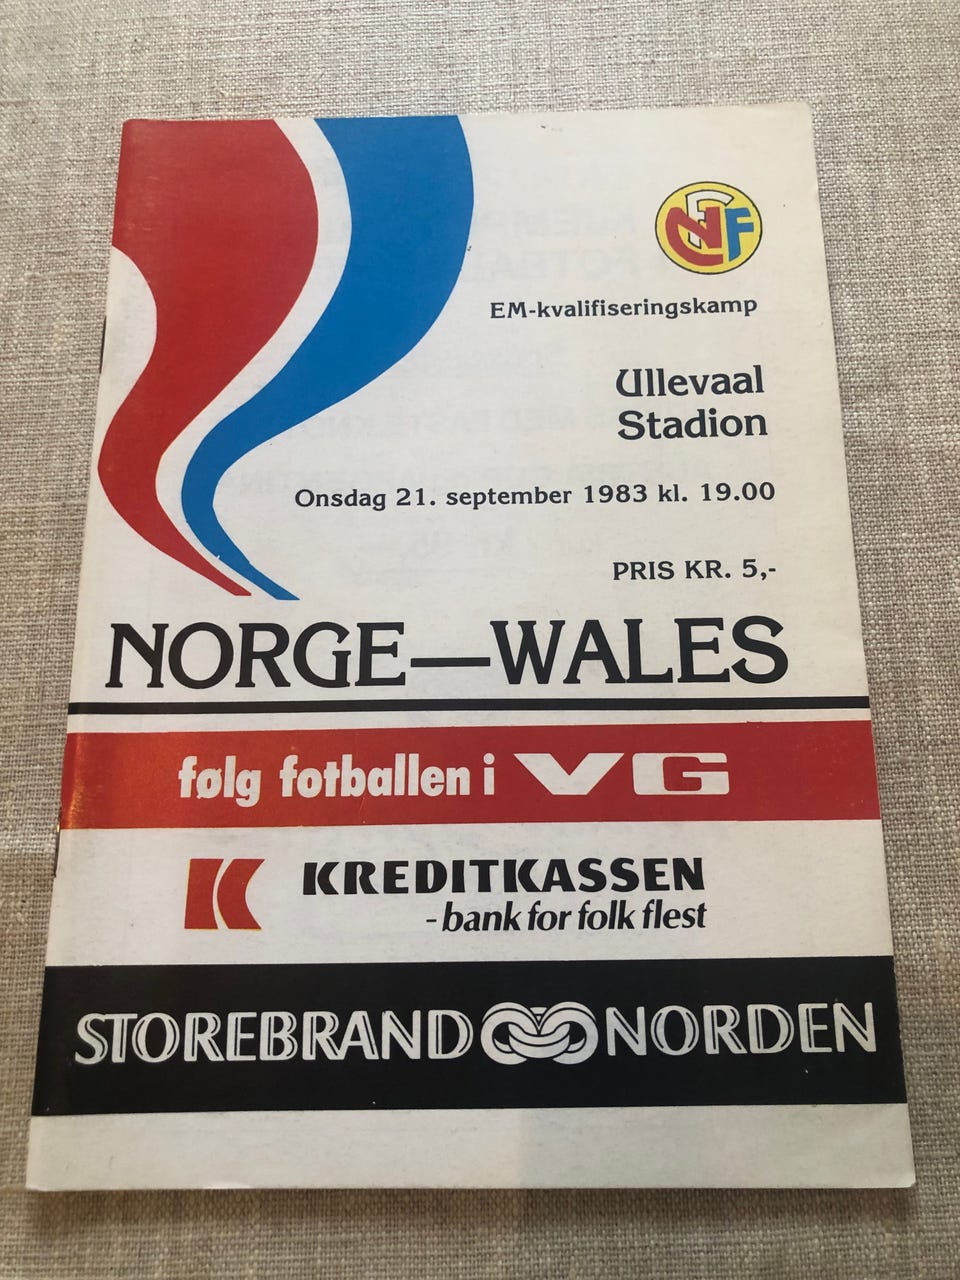 NFF
EM-kvalifiseringskamp
Ullevaal
Stadion
Onsdag 21. september 1983 kl. 19.00
PRIS KR. 5,-
NORGE—WALES
følg fotballen i VG
K KREDITKASSEN
- bank for folk flest
STOREBRAND NORDEN